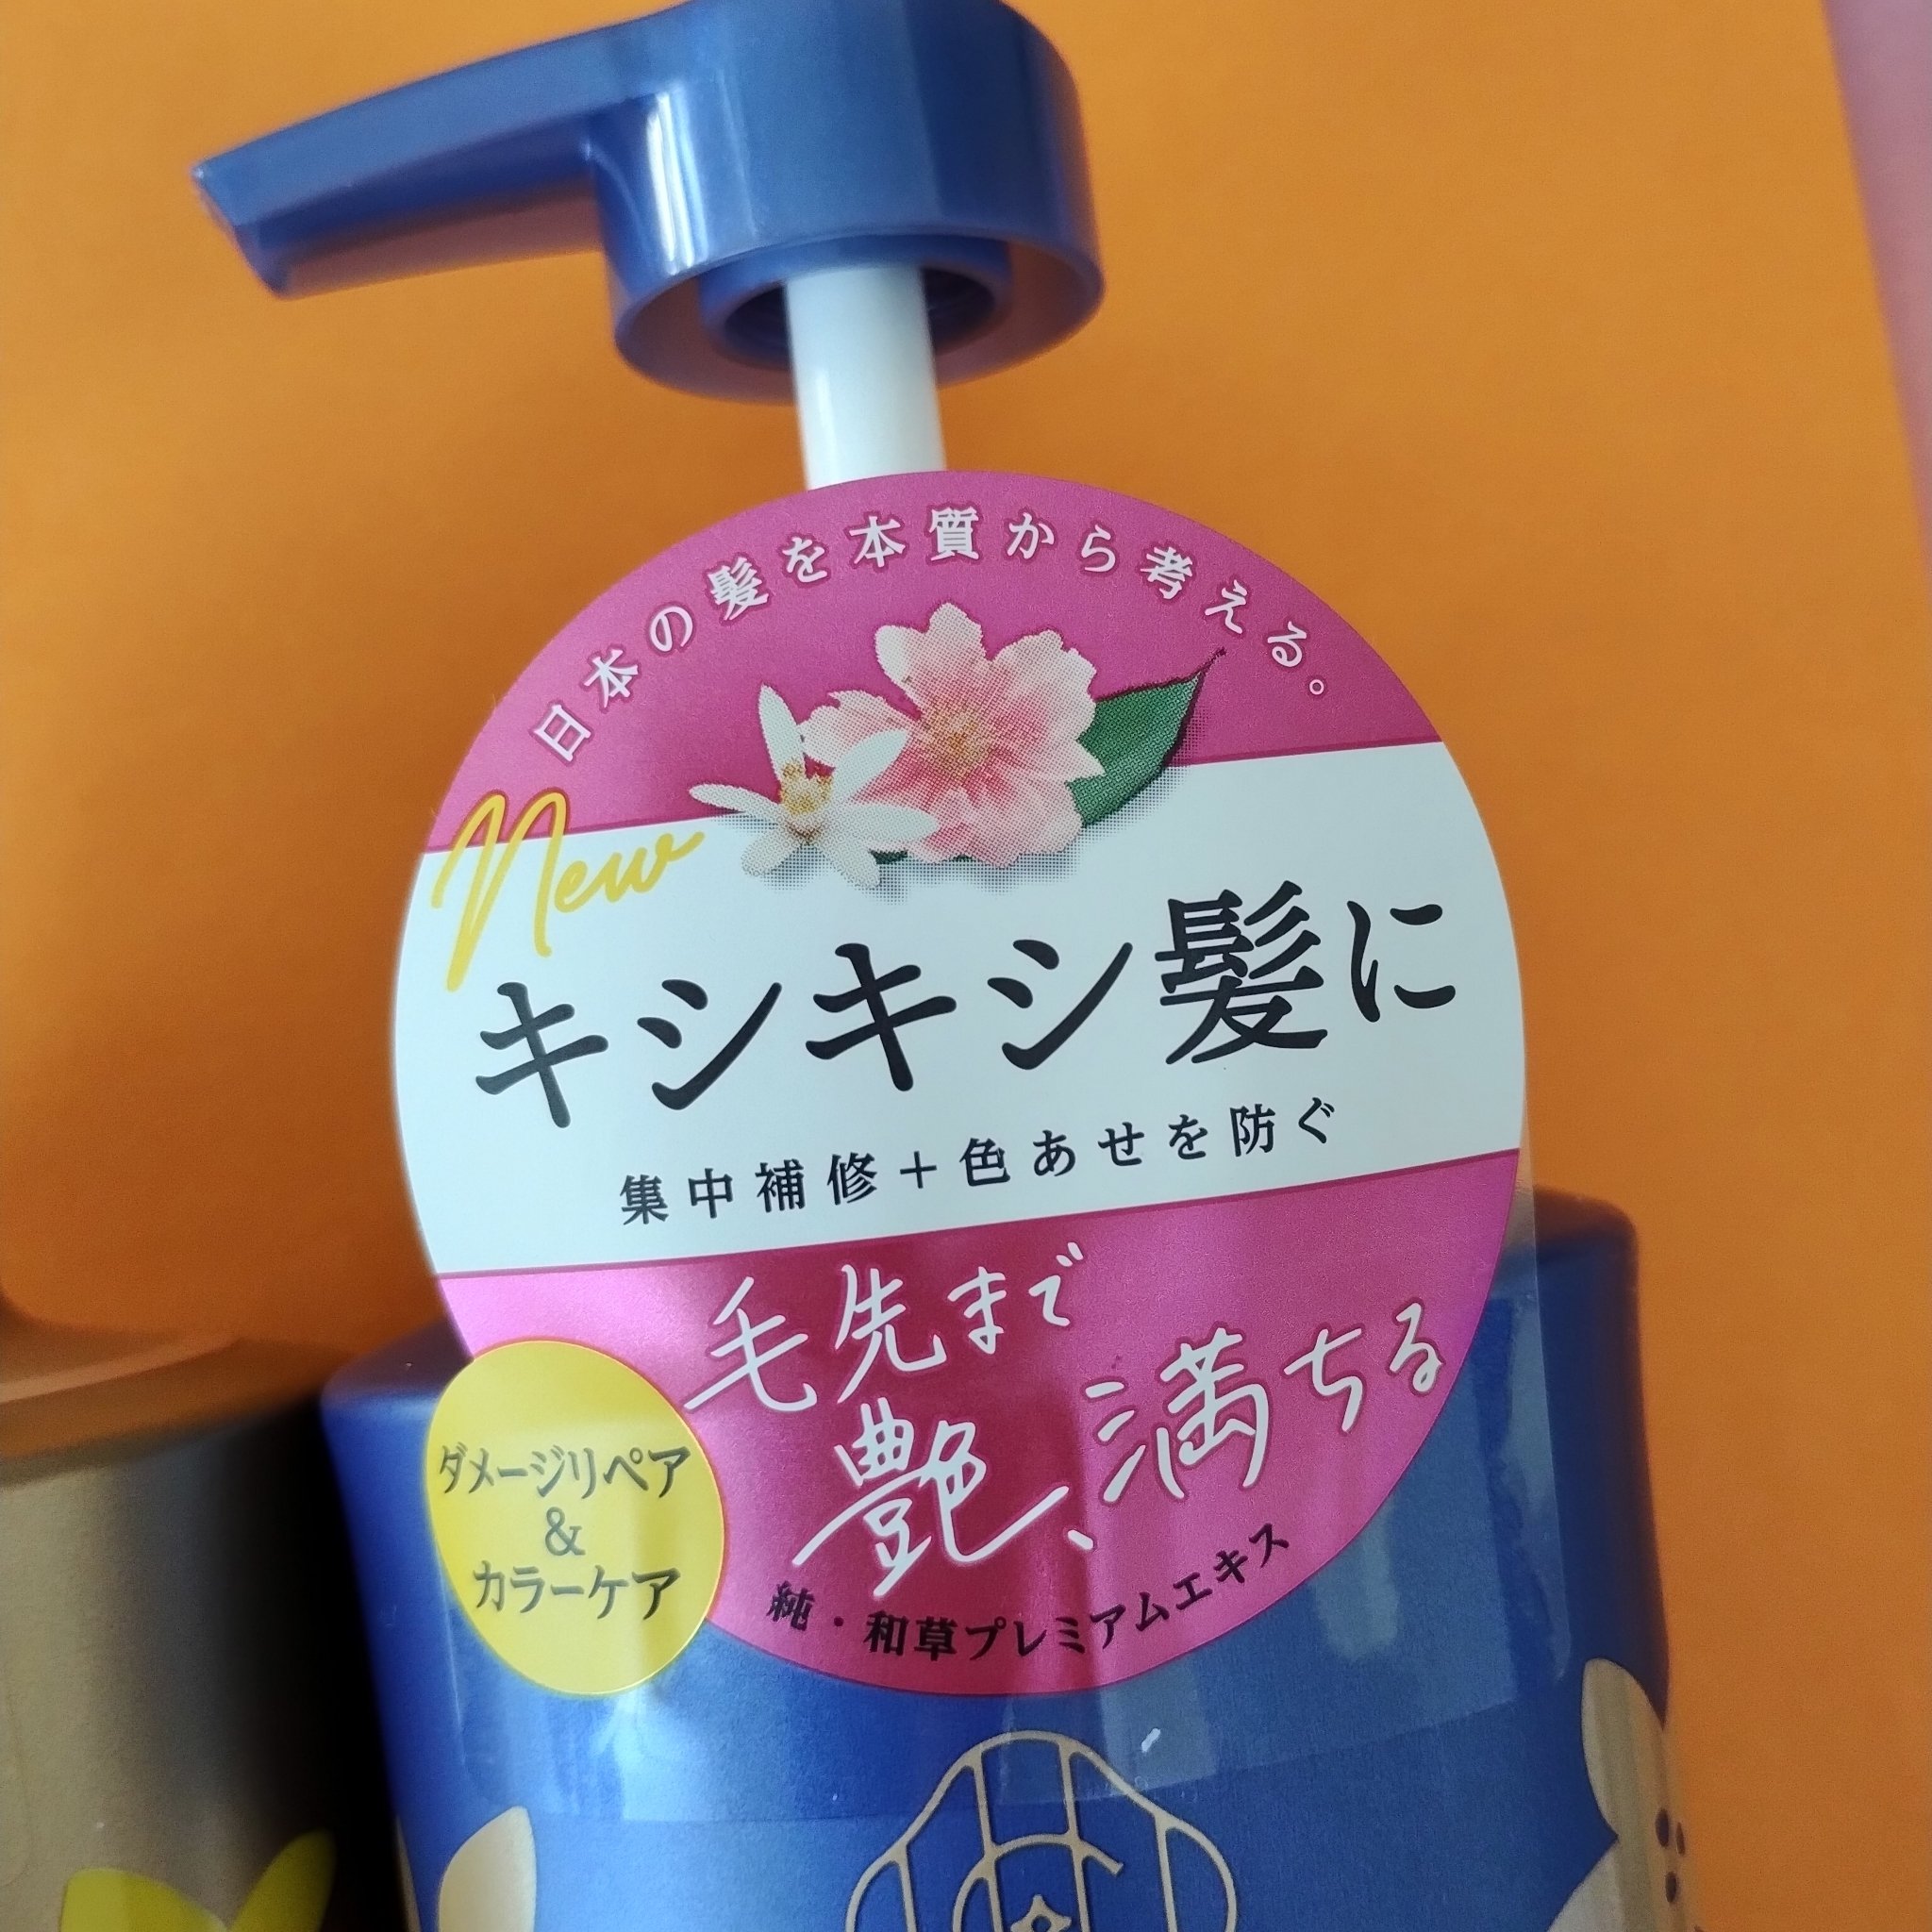 日本の髪を本質から考える。
New
キシキシ髪に
集中補修+色あせを防ぐ
毛先まで
艶、満ちる
ダメージリペア
&
カラーケア
純・和草プレミアムエキス